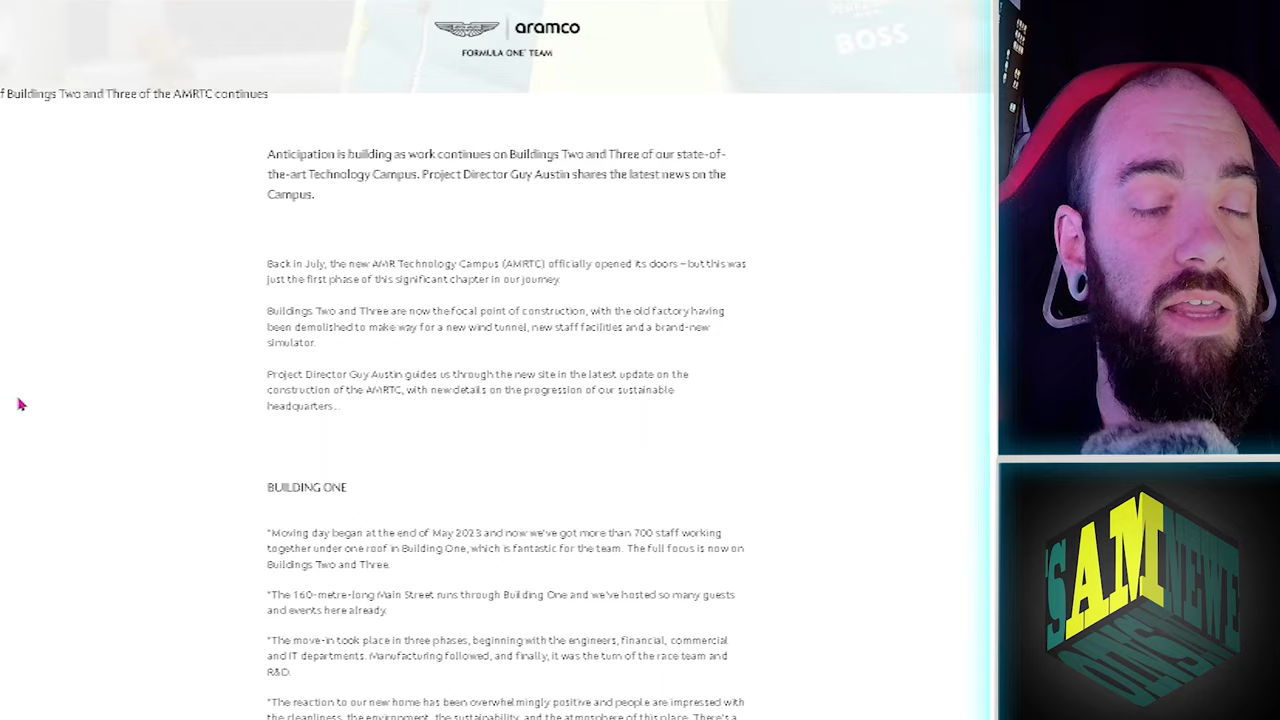 aramco
FORMULA ONE TEAM
BOSS
f Buildings Two and Three of the AMRTC continues
Anticipation is building as work continues on Buildings Two and Three of our state-of-
the-art Technology Campus. Project Director Guy Austin shares the latest news on the
Campus.
Back in July, the new AMR Technology Campus (AMRTC) officially opened its doors – but this was
just the first phase of this significant chapter in our journey.
Buildings Two and Three are now the focal point of construction, with the old factory having
been demolished to make way for a new wind tunnel, new staff facilities and a brand-new
simulator.
Project Director Guy Austin guides us through the new site in the latest update on the
construction of the AMRTC, with new details on the progression of our sustainable
headquarters...
BUILDING ONE
"Moving day began at the end of May 2023 and now we've got more than 700 staff working
together under one roof in Building One, which is fantastic for the team. The full focus is now on
Buildings Two and Three.
"The 160-metre-long Main Street runs through Building One and we've hosted so many guests
and events here already.
"The move-in took place in three phases, beginning with the engineers, financial, commercial
and IT departments. Manufacturing followed, and finally, it was the turn of the race team and
R&D.
"The reaction to our new home has been overwhelmingly positive and people are impressed with
the cleanliness, the environment, the sustainability, and the atmosphere of this place. There's a
'S AM NEWE